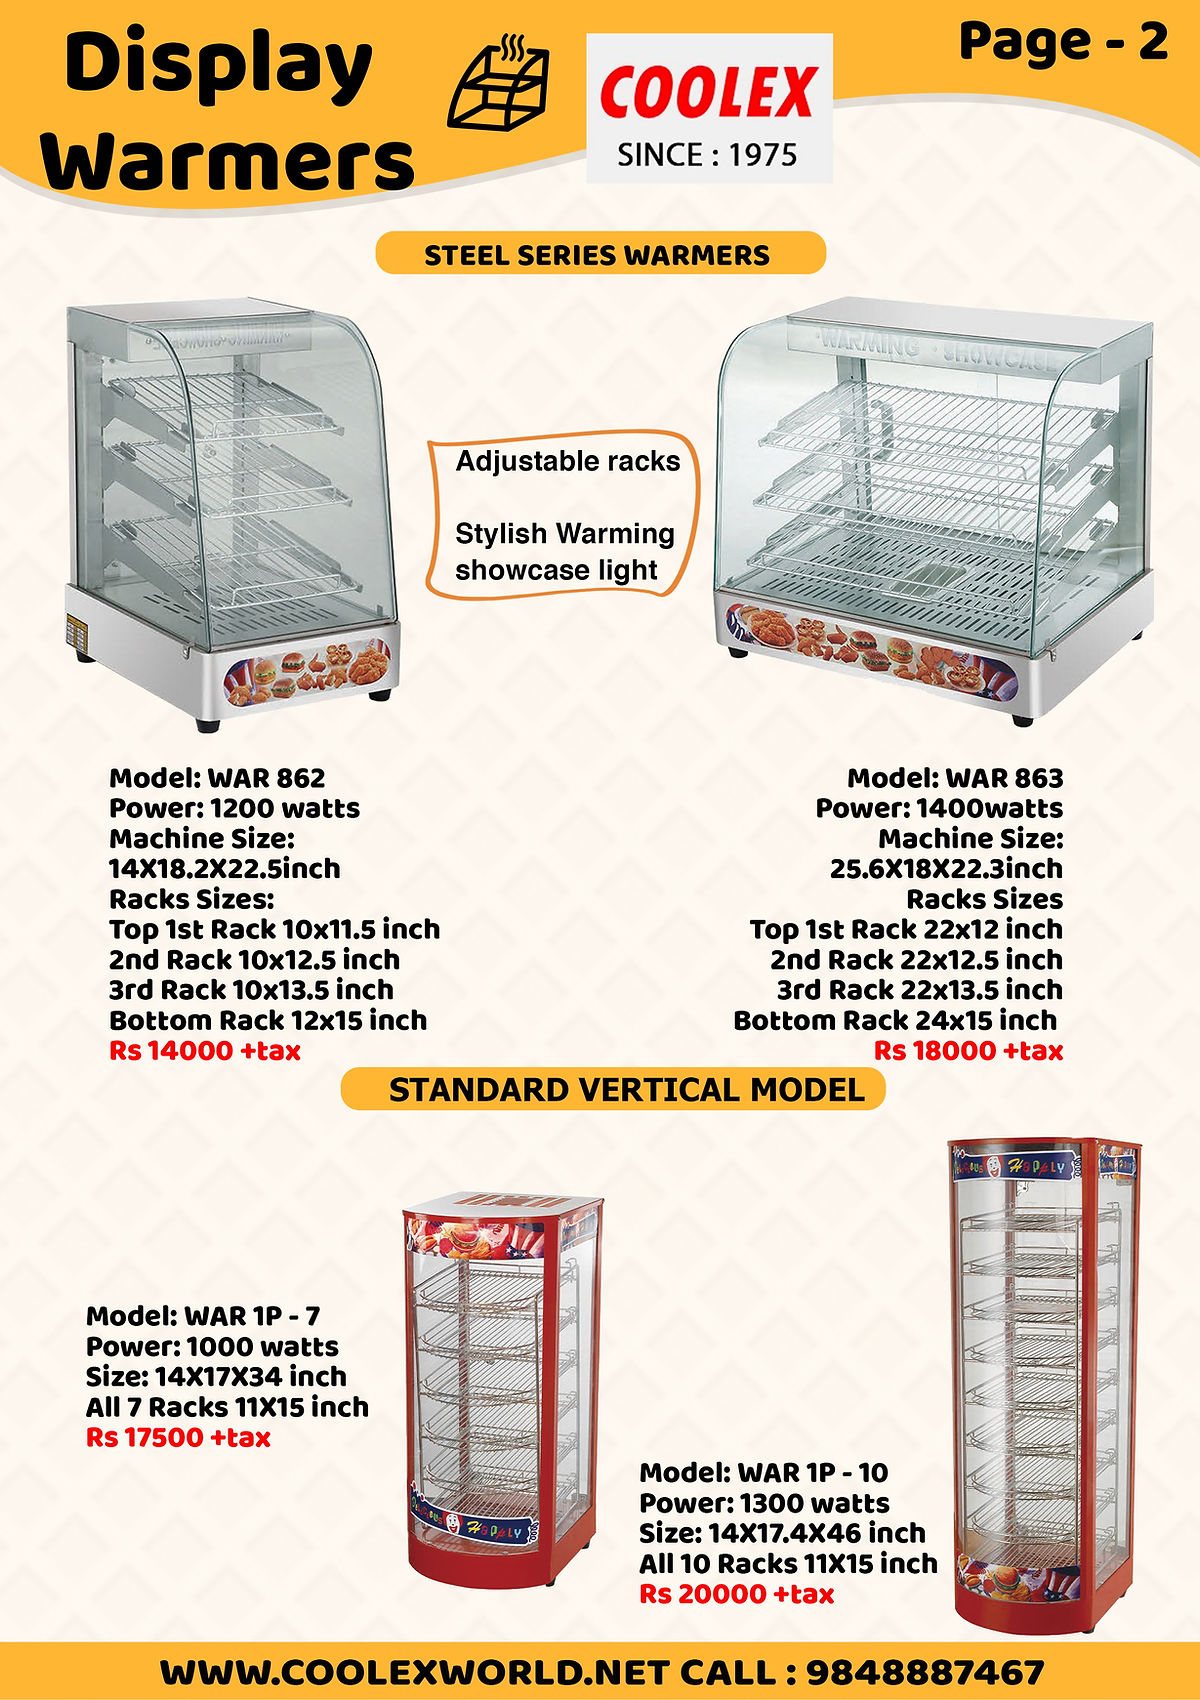 Display
Warmers
COOLEX
SINCE : 1975
Page - 2
STEEL SERIES WARMERS
WARMING SHOWCASE
Adjustable racks
Stylish Warming
showcase light
Model: WAR 862
Power: 1200 watts
Machine Size:
14X18.2X22.5inch
Racks Sizes:
Top 1st Rack 10x11.5 inch
2nd Rack 10x12.5 inch
3rd Rack 10x13.5 inch
Bottom Rack 12x15 inch
Rs 14000 +tax
Model: WAR 863
Power: 1400watts
Machine Size:
25.6X18X22.3inch
Racks Sizes
Top 1st Rack 22x12 inch
2nd Rack 22x12.5 inch
3rd Rack 22x13.5 inch
Bottom Rack 24x15 inch
Rs 18000 +tax
STANDARD VERTICAL MODEL
Model: WAR 1P - 7
Power: 1000 watts
Size: 14X17X34 inch
All 7 Racks 11X15 inch
Rs 17500 +tax
Model: WAR 1P - 10
Power: 1300 watts
Size: 14X17.4X46 inch
All 10 Racks 11X15 inch
Rs 20000 +tax
WWW.COOLEXWORLD.NET CALL : 9848887467